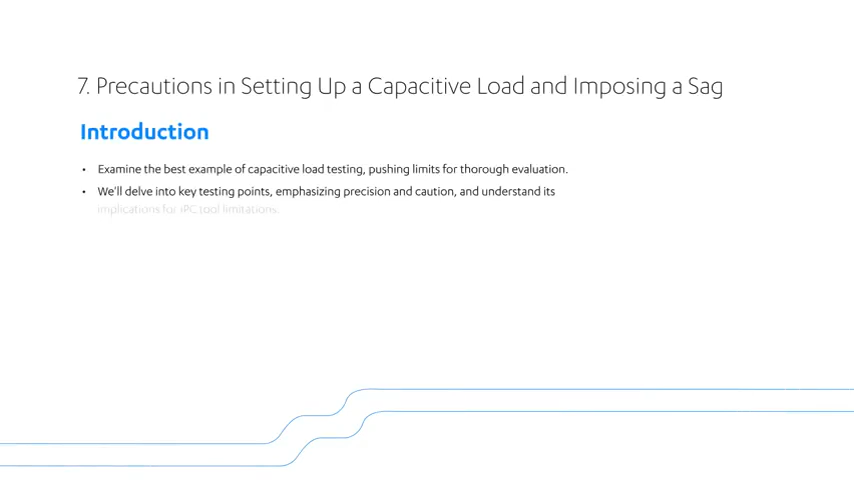 7. Precautions in Setting Up a Capacitive Load and Imposing a Sag
Introduction
• Examine the best example of capacitive load testing, pushing limits for thorough evaluation.
• We'll delve into key testing points, emphasizing precision and caution, and understand its
implications for IPC tool limitations.